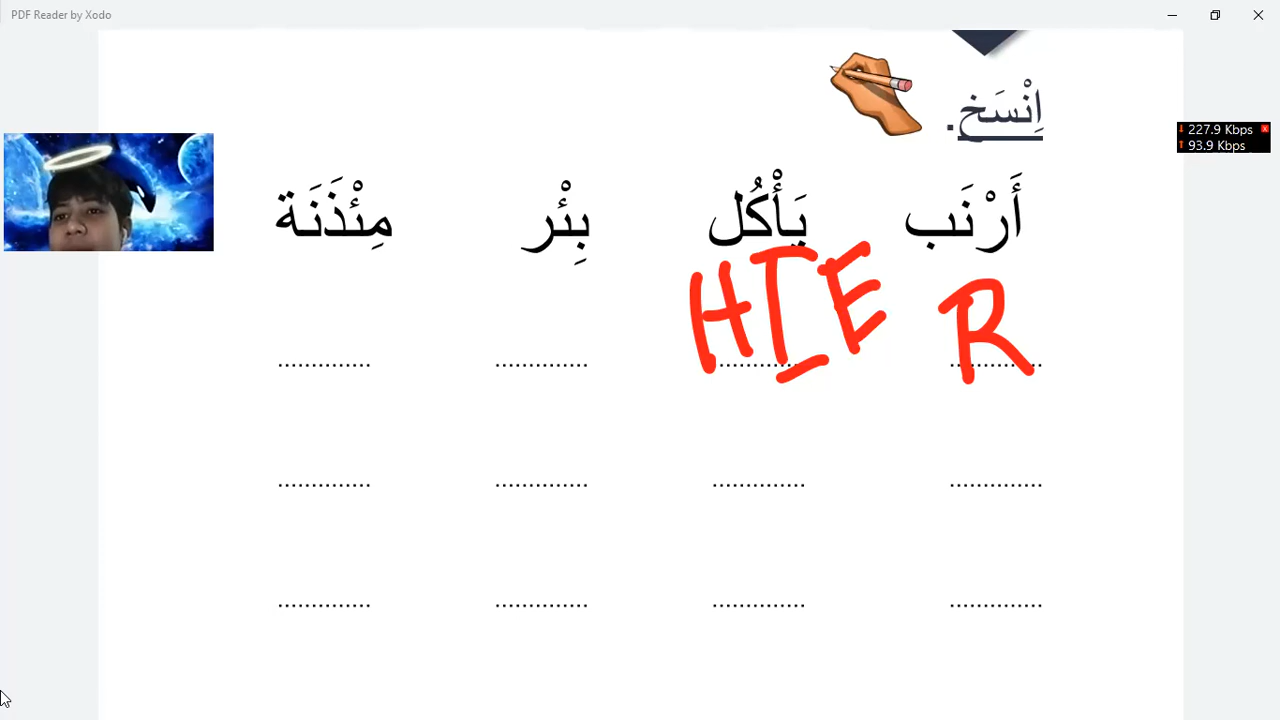 PDF Reader by Xodo
اِنْسَخ.
227.9 Kbps
93.9 Kbps
أَرْنَب يَأْكُل بِئْر مِئْذَنَة
HIE R
............. ............. ............. .............
............. ............. ............. .............
............. ............. ............. .............